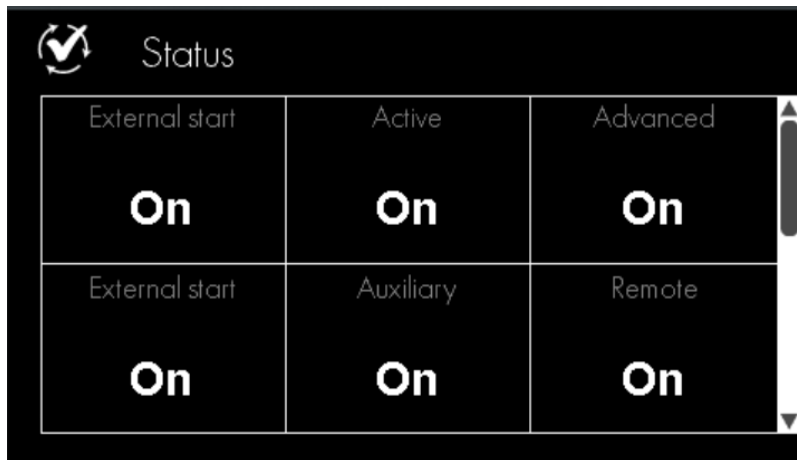 Status
External start Active Advanced
On On On
External start Auxiliary Remote
On On On